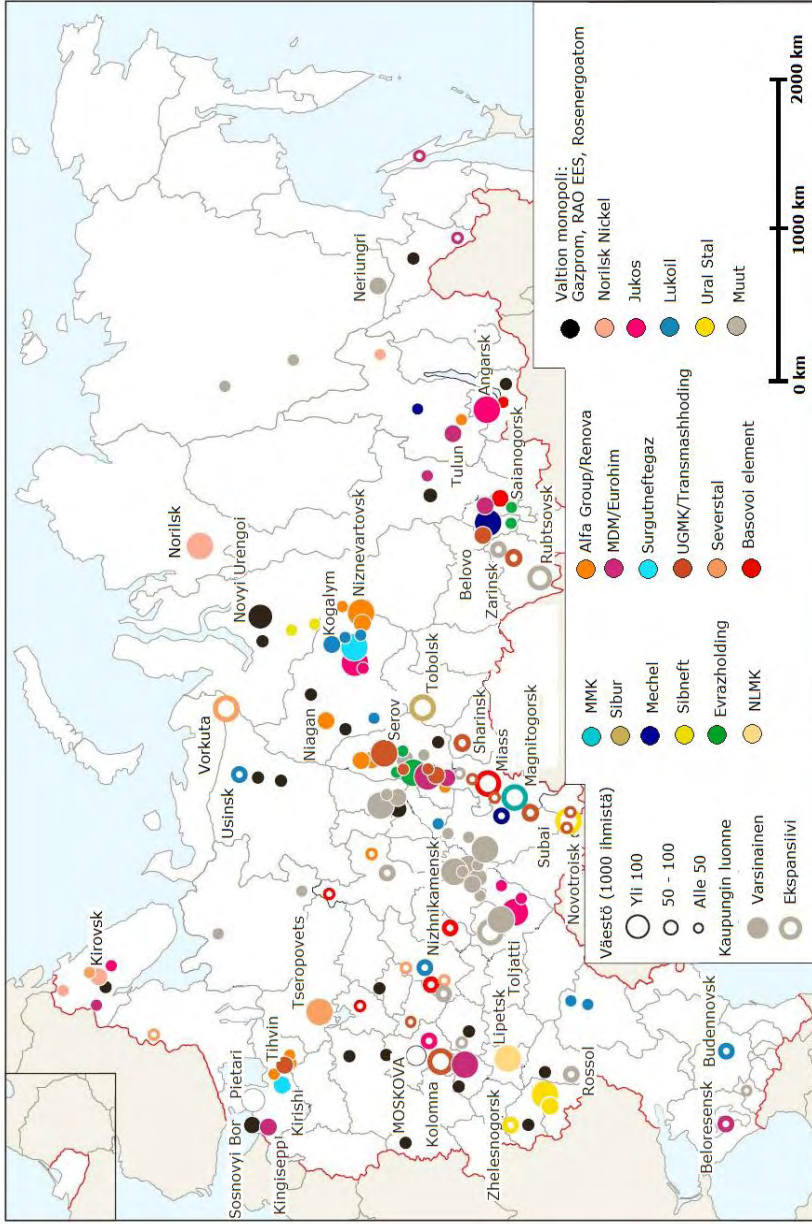 Sosnovyi Bor
Pietari
Kingiseppi
Kirishi
Tihvin
Kirovsk
Tseropovets
MOSKOVA
Kolomna
Zhelesnogorsk
Lipetsk
Rossol
Beloresensk
Budennovsk
Toljatti
Nizhnikamensk
Usinsk
Vorkuta
Niagan
Serov
Tobolsk
Sharinsk
Miass
Magnitogorsk
Subai
Novotroisk
Novyi Urengoi
Kogalym
Niznevartovsk
Norilsk
Belovo
Zarinsk
Rubtsovsk
Saianogorsk
Tulun
Angarsk
Neriungri
Väestö (1000 ihmistä)
Yli 100
50 - 100
Alle 50
Kaupungin luonne
Varsinainen
Ekspansiivi
MMK
Sibur
Mechel
Sibneft
Evrazholding
NLMK
Alfa Group/Renova
MDM/Eurohim
Surgutneftegaz
UGMK/Transmashhoding
Severstal
Basovoi element
Valtion monopoli:
Gazprom, RAO EES, Rosenergoatom
Norilsk Nickel
Jukos
Lukoil
Ural Stal
Muut
0 km
1000 km
2000 km